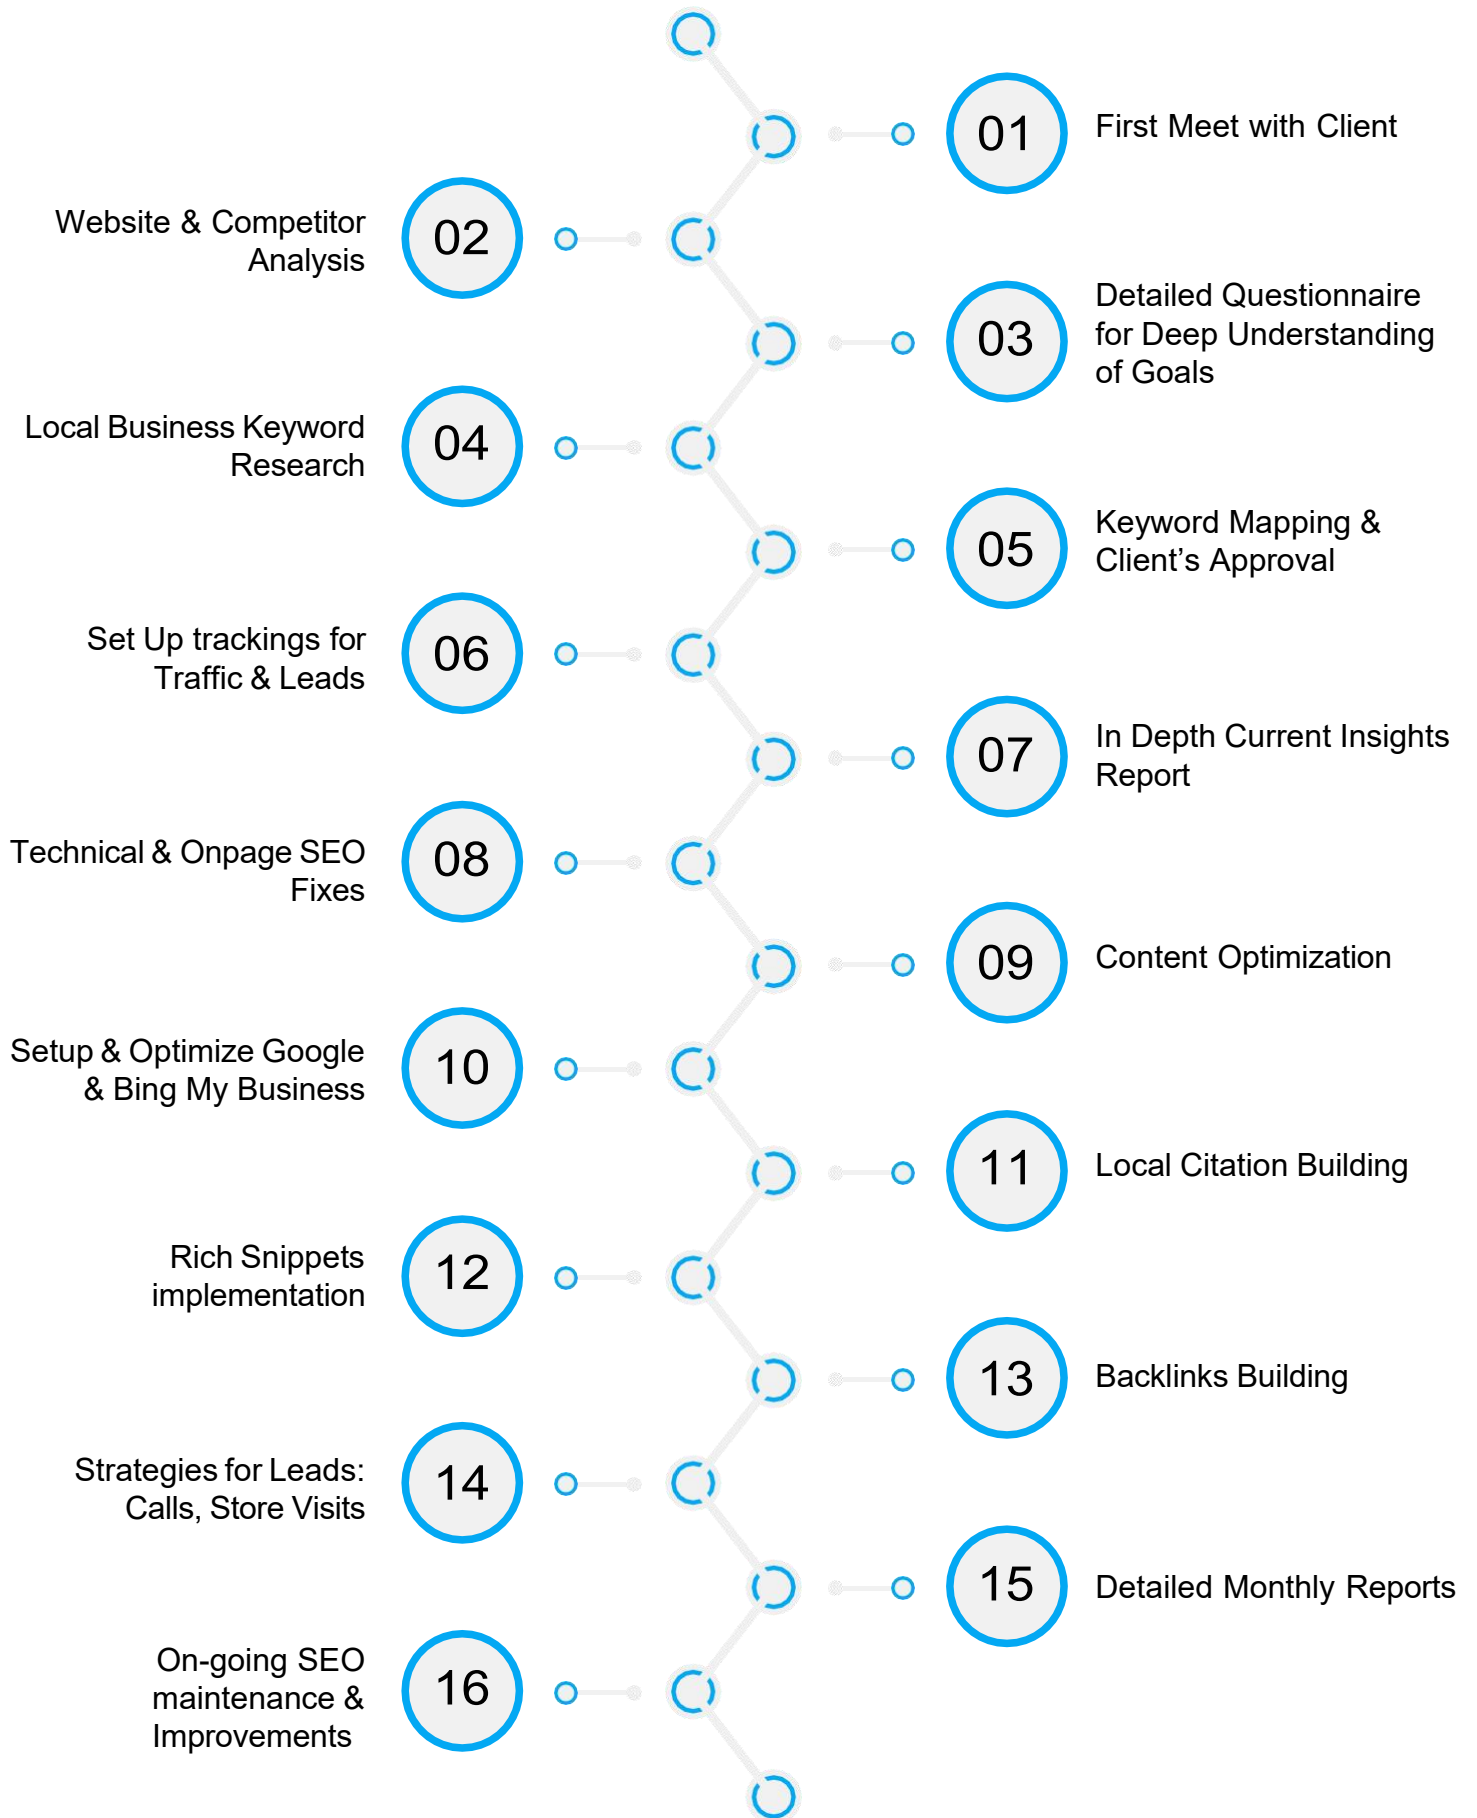 01
First Meet with Client
02
Website & Competitor
Analysis
03
Detailed Questionnaire
for Deep Understanding
of Goals
04
Local Business Keyword
Research
05
Keyword Mapping &
Client’s Approval
06
Set Up trackings for
Traffic & Leads
07
In Depth Current Insights
Report
08
Technical & Onpage SEO
Fixes
09
Content Optimization
10
Setup & Optimize Google
& Bing My Business
11
Local Citation Building
12
Rich Snippets
implementation
13
Backlinks Building
14
Strategies for Leads:
Calls, Store Visits
15
Detailed Monthly Reports
16
On-going SEO
maintenance &
Improvements